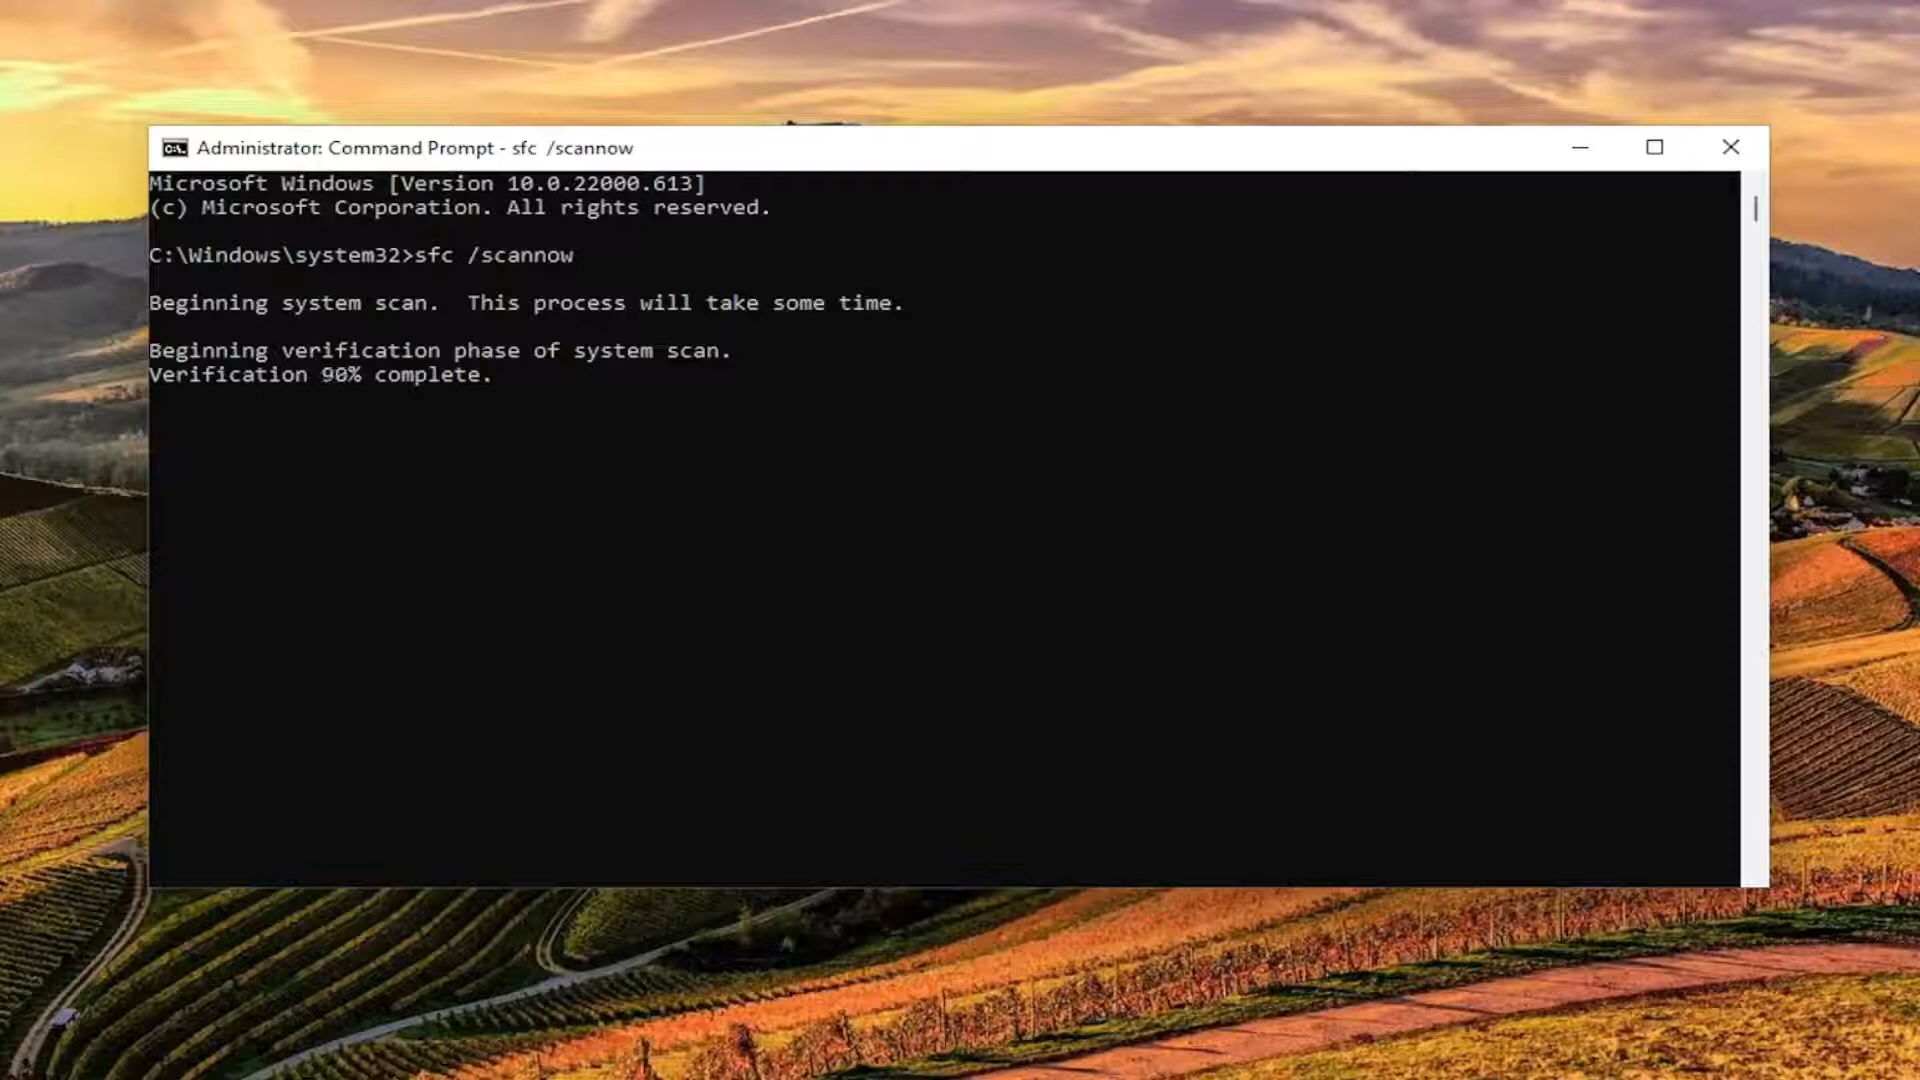 Administrator: Command Prompt - sfc  /scannow
Microsoft Windows [Version 10.0.22000.613]
(c) Microsoft Corporation. All rights reserved.
C:\Windows\system32>sfc /scannow
Beginning system scan.  This process will take some time.
Beginning verification phase of system scan.
Verification 90% complete.